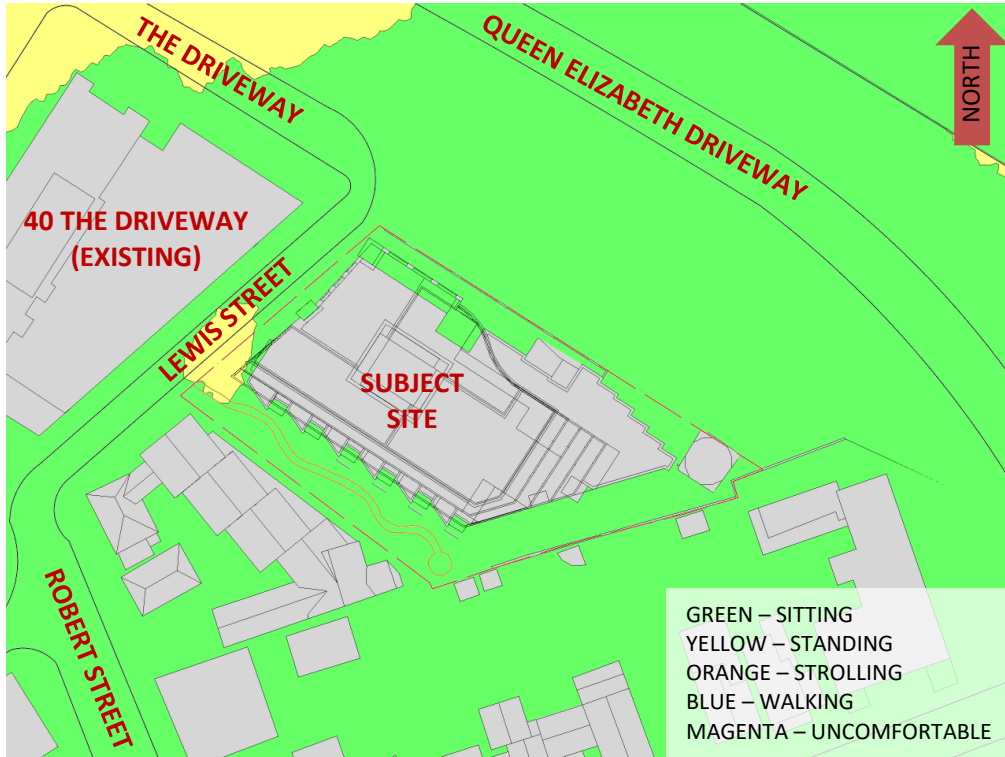 THE DRIVEWAY
QUEEN ELIZABETH DRIVEWAY
NORTH
40 THE DRIVEWAY
(EXISTING)
LEWIS STREET
SUBJECT
SITE
ROBERT STREET
GREEN – SITTING
YELLOW – STANDING
ORANGE – STROLLING
BLUE – WALKING
MAGENTA – UNCOMFORTABLE